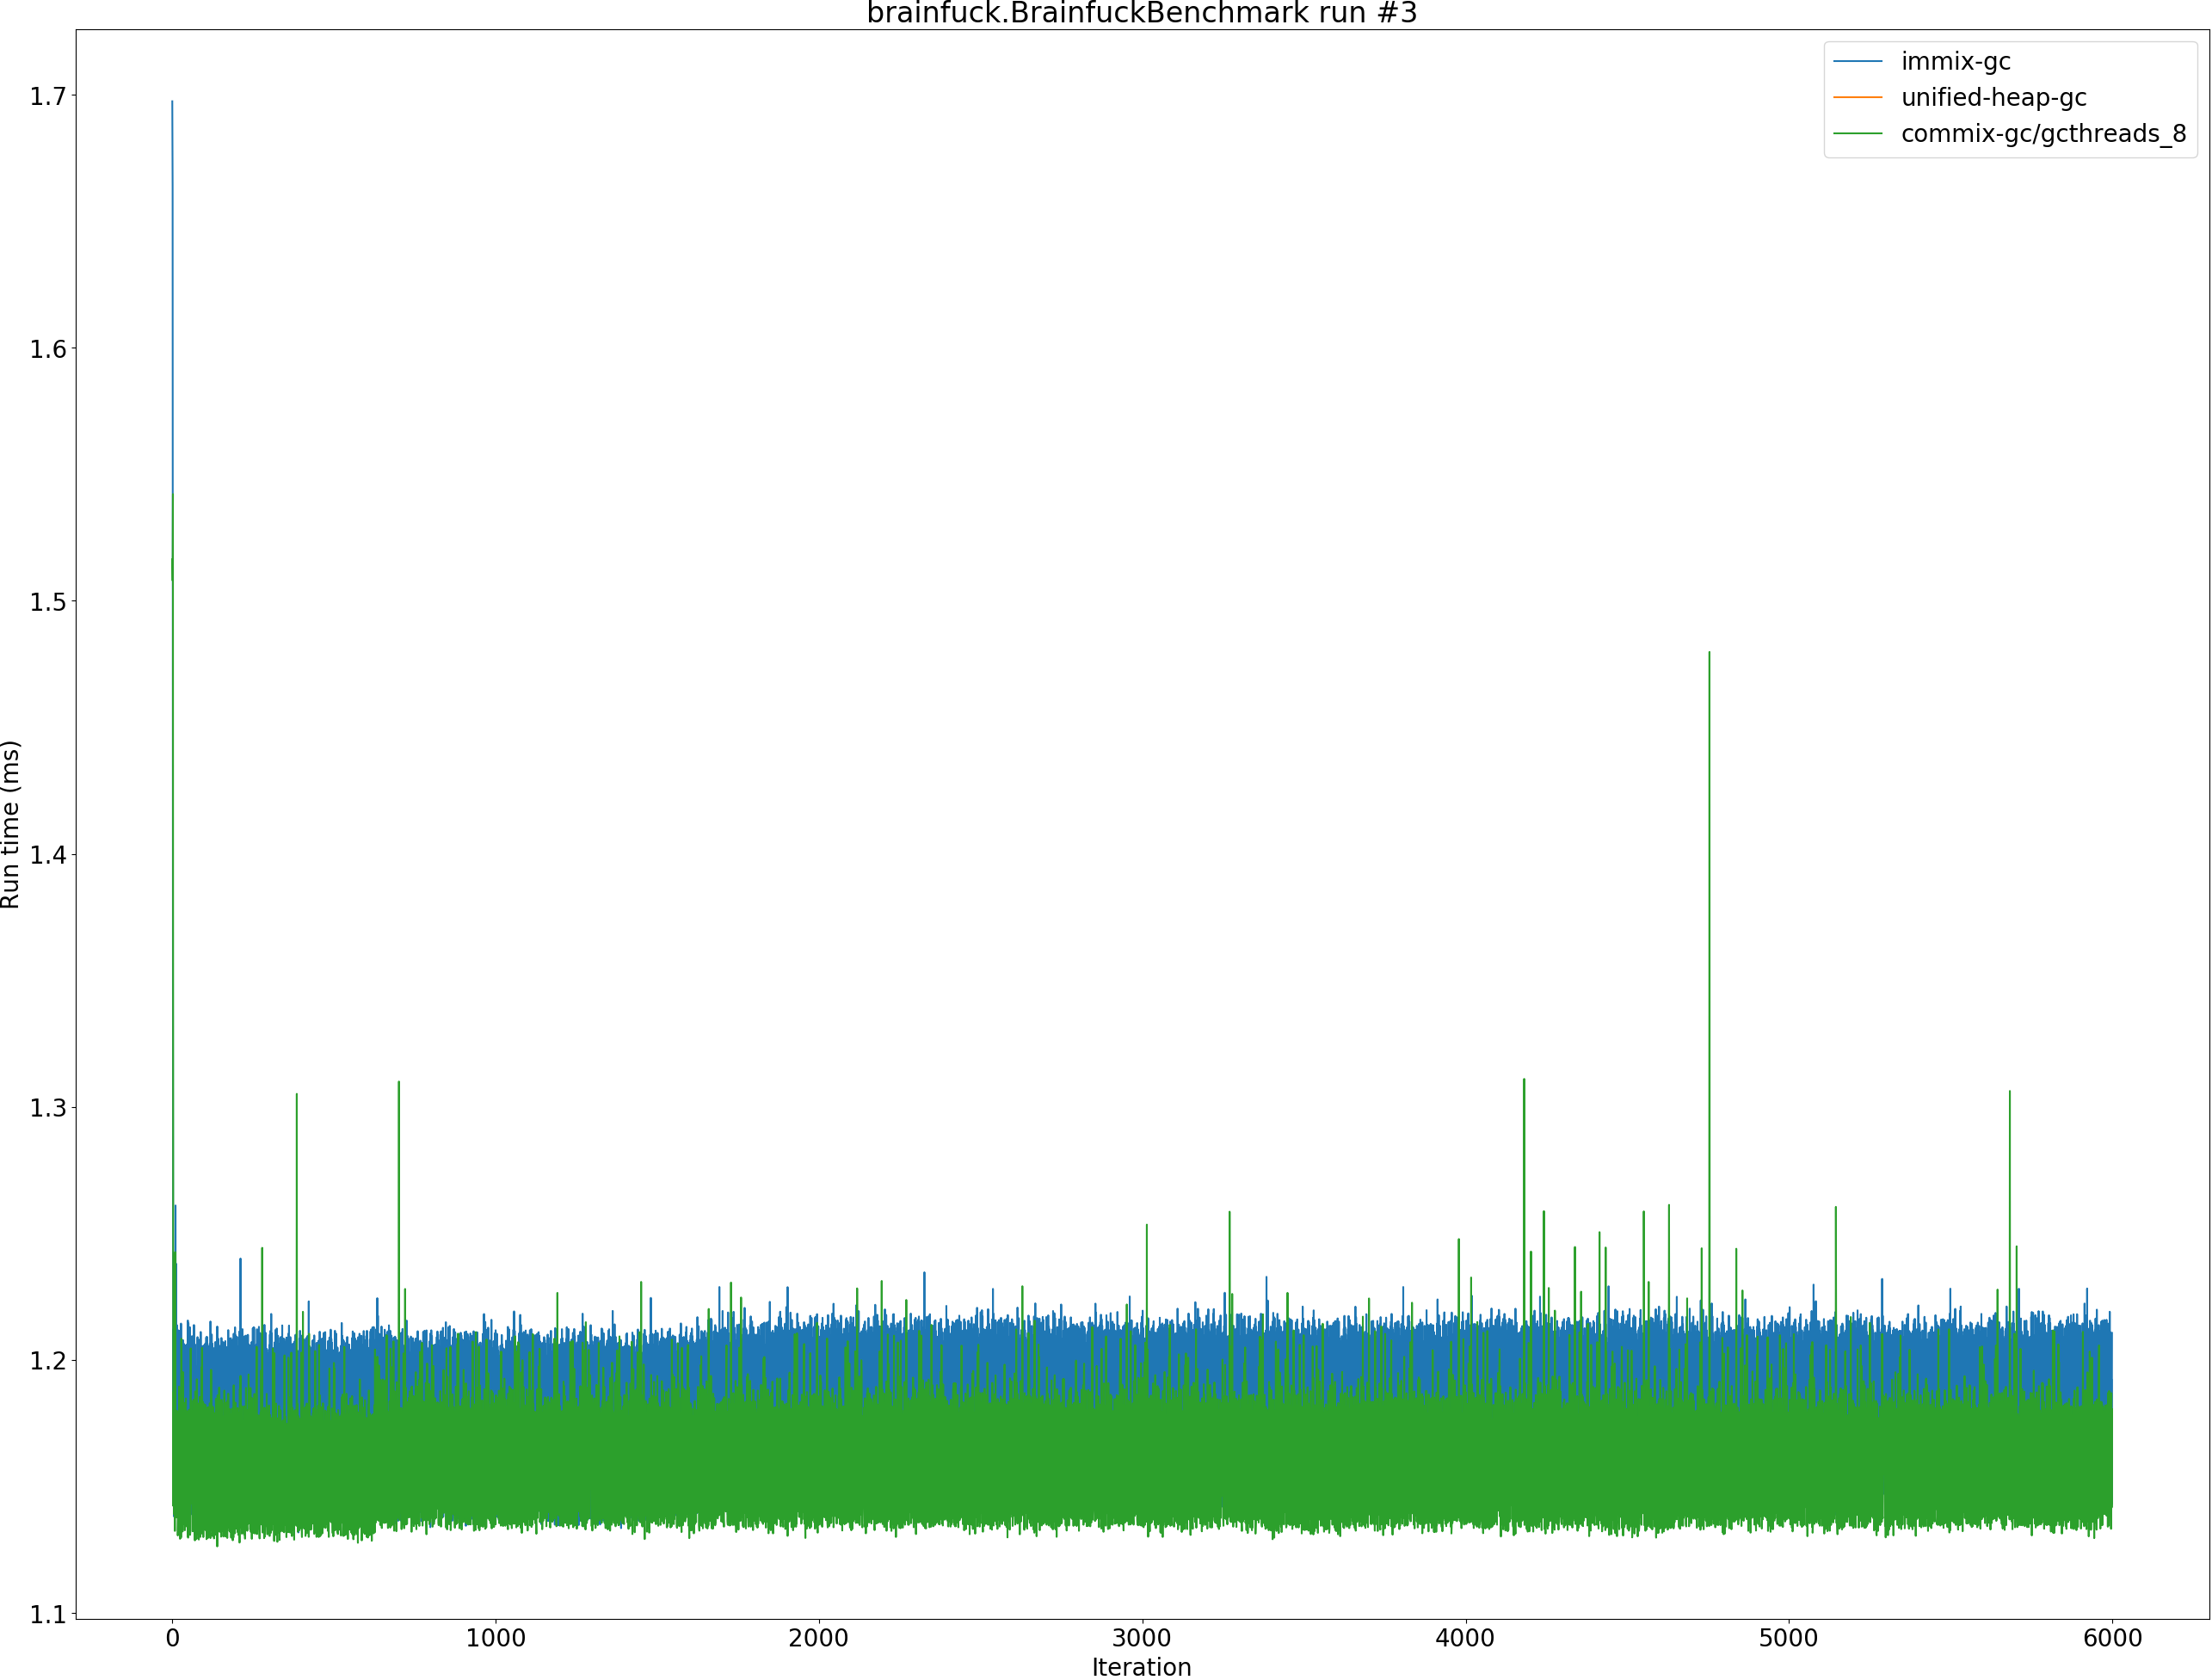 brainfuck.BrainfuckBenchmark run #3
immix-gc
unified-heap-gc
commix-gc/gcthreads_8
1.7
1.6
1.5
1.4
1.3
1.2
1.1
Run time (ms)
0 1000 2000 3000 4000 5000 6000
Iteration